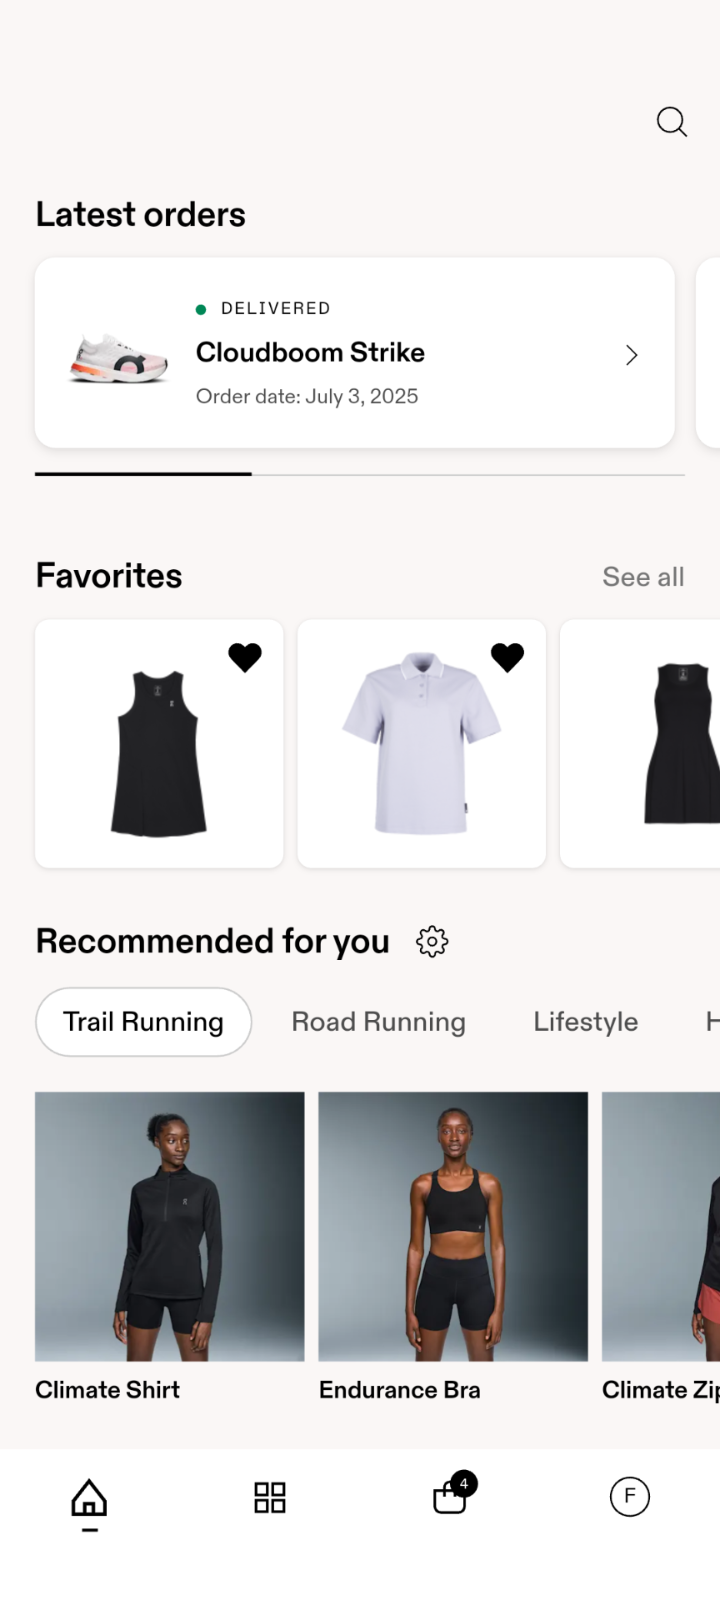 Latest orders
DELIVERED
Cloudboom Strike
Order date: July 3, 2025
Favorites
See all
Recommended for you
Trail Running
Road Running
Lifestyle
H
Climate Shirt
Endurance Bra
Climate Zip
4
F